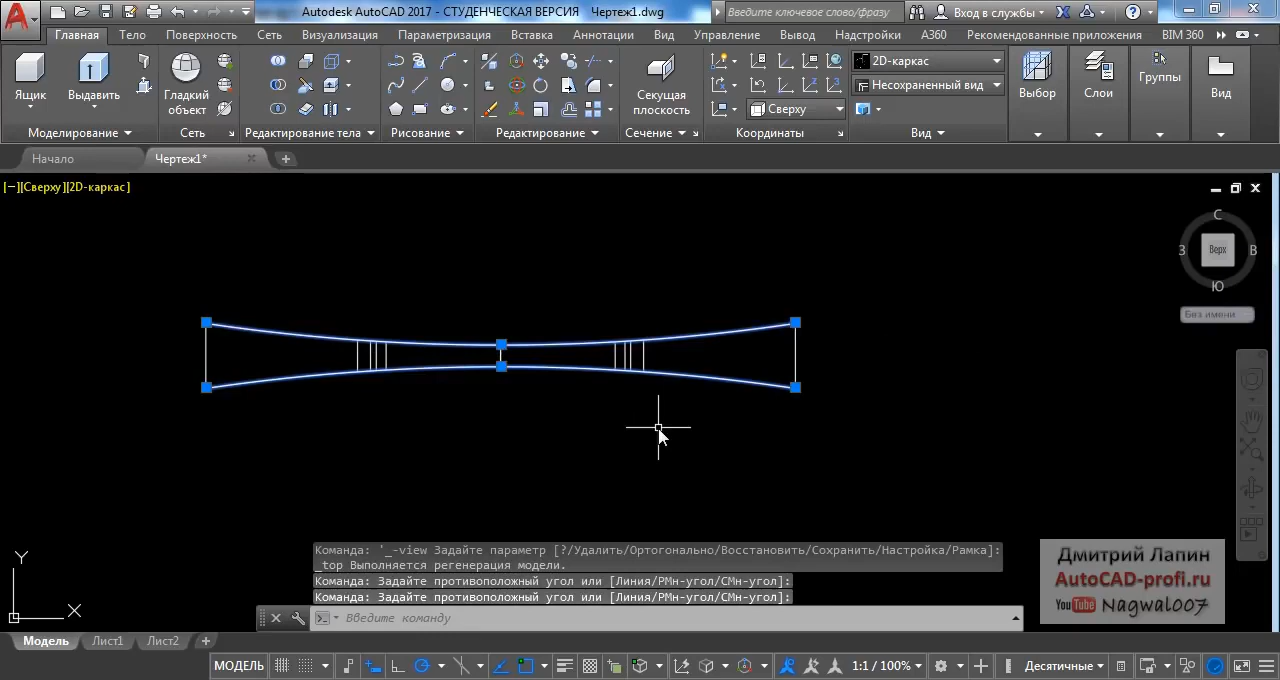 Autodesk AutoCAD 2017 - СТУДЕНЧЕСКАЯ ВЕРСИЯ Чертеж1.dwg
Введите ключевое слово/фразу
Вход в службы
Главная Тело Поверхность Сеть Визуализация Параметризация Вставка Аннотации Вид Управление Вывод Надстройки A360 Рекомендованные приложения BIM 360
Ящик
Выдавить
Гладкий объект
Секущая плоскость
2D-каркас
Несохраненный вид
Сверху
Выбор
Слои
Группы
Вид
Моделирование Сеть Редактирование тела Рисование Редактирование Сечение Координаты Вид
Начало Чертеж1*
[−][Сверху][2D-каркас]
С
З Верх В
Ю
Без имени
Y
X
Команда: '_-view Задайте параметр [?/Удалить/Ортогонально/Восстановить/Сохранить/Настройка/Рамка]:
_top Выполняется регенерация модели.
Команда: Задайте противоположный угол или [Линия/РМн-угол/СМн-угол]:
Команда: Задайте противоположный угол или [Линия/РМн-угол/СМн-угол]:
Введите команду
Дмитрий Лапин
AutoCAD-profi.ru
YouTube Nagwal007
Модель Лист1 Лист2
МОДЕЛЬ 1:1 / 100% Десятичные